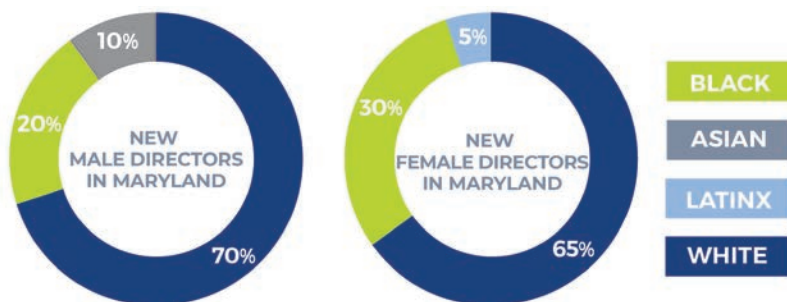 10%
20%
NEW
MALE DIRECTORS
IN MARYLAND
70%
5%
30%
NEW
FEMALE DIRECTORS
IN MARYLAND
65%
BLACK
ASIAN
LATINX
WHITE